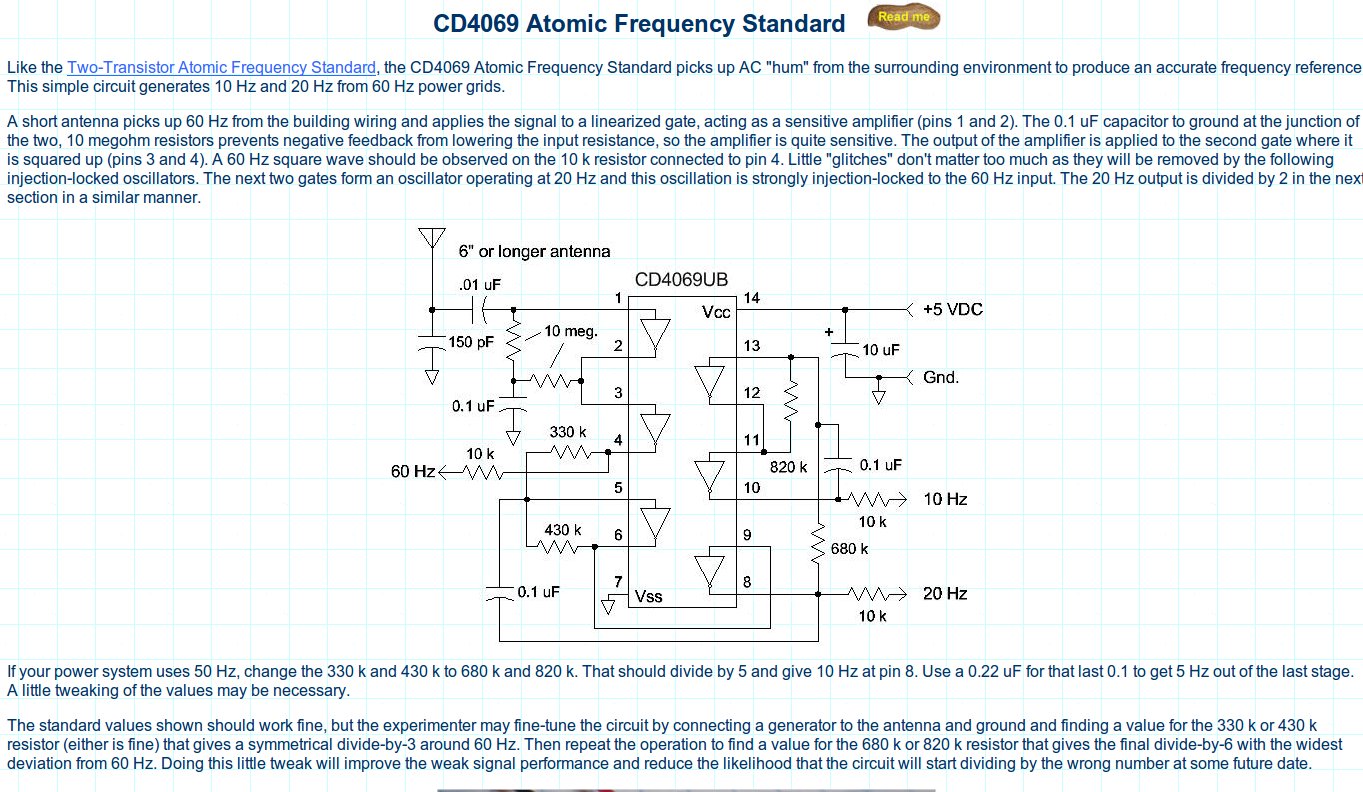 CD4069 Atomic Frequency Standard
Read me
Like the Two-Transistor Atomic Frequency Standard, the CD4069 Atomic Frequency Standard picks up AC "hum" from the surrounding environment to produce an accurate frequency reference
This simple circuit generates 10 Hz and 20 Hz from 60 Hz power grids.
A short antenna picks up 60 Hz from the building wiring and applies the signal to a linearized gate, acting as a sensitive amplifier (pins 1 and 2). The 0.1 uF capacitor to ground at the junction of
the two, 10 megohm resistors prevents negative feedback from lowering the input resistance, so the amplifier is quite sensitive. The output of the amplifier is applied to the second gate where it
is squared up (pins 3 and 4). A 60 Hz square wave should be observed on the 10 k resistor connected to pin 4. Little "glitches" don't matter too much as they will be removed by the following
injection-locked oscillators. The next two gates form an oscillator operating at 20 Hz and this oscillation is strongly injection-locked to the 60 Hz input. The 20 Hz output is divided by 2 in the next
section in a similar manner.
6" or longer antenna
CD4069UB
.01 uF
1
14
Vcc
+5 VDC
+
10 meg.
150 pF
2
13
10 uF
Gnd.
3
12
0.1 uF
330 k
4
11
10 k
60 Hz
820 k
0.1 uF
5
10
10 Hz
10 k
430 k
6
9
680 k
7
8
0.1 uF
Vss
20 Hz
10 k
If your power system uses 50 Hz, change the 330 k and 430 k to 680 k and 820 k. That should divide by 5 and give 10 Hz at pin 8. Use a 0.22 uF for that last 0.1 to get 5 Hz out of the last stage.
A little tweaking of the values may be necessary.
The standard values shown should work fine, but the experimenter may fine-tune the circuit by connecting a generator to the antenna and ground and finding a value for the 330 k or 430 k
resistor (either is fine) that gives a symmetrical divide-by-3 around 60 Hz. Then repeat the operation to find a value for the 680 k or 820 k resistor that gives the final divide-by-6 with the widest
deviation from 60 Hz. Doing this little tweak will improve the weak signal performance and reduce the likelihood that the circuit will start dividing by the wrong number at some future date.